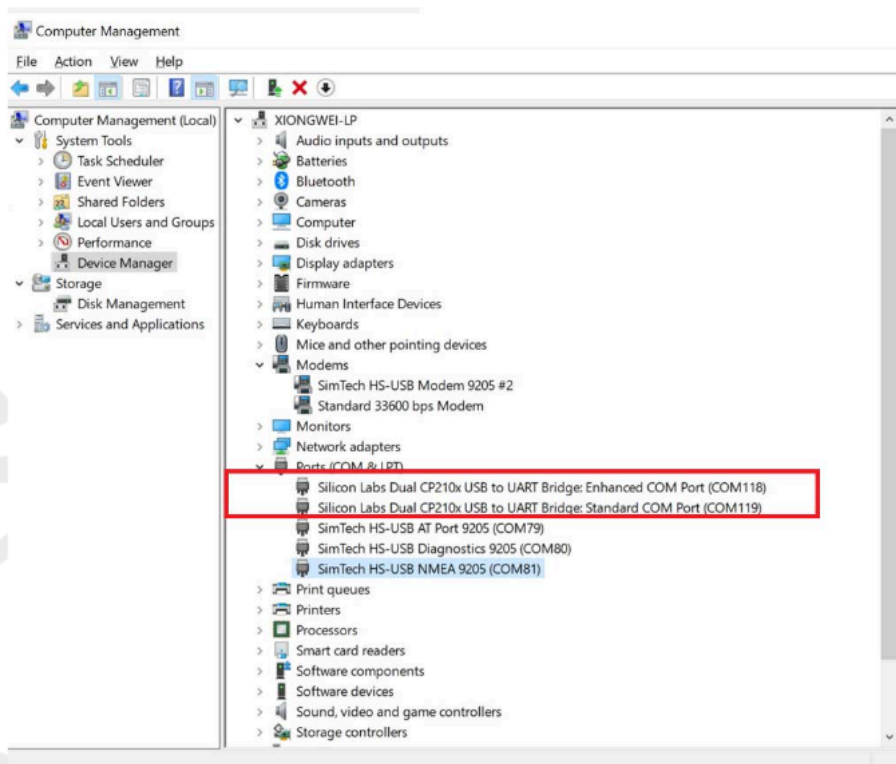 Computer Management
File Action View Help
Computer Management (Local)
System Tools
Task Scheduler
Event Viewer
Shared Folders
Local Users and Groups
Performance
Device Manager
Storage
Disk Management
Services and Applications
XIONGWEI-LP
Audio inputs and outputs
Batteries
Bluetooth
Cameras
Computer
Disk drives
Display adapters
Firmware
Human Interface Devices
Keyboards
Mice and other pointing devices
Modems
SimTech HS-USB Modem 9205 #2
Standard 33600 bps Modem
Monitors
Network adapters
Ports (COM & LPT)
Silicon Labs Dual CP210x USB to UART Bridge: Enhanced COM Port (COM118)
Silicon Labs Dual CP210x USB to UART Bridge: Standard COM Port (COM119)
SimTech HS-USB AT Port 9205 (COM79)
SimTech HS-USB Diagnostics 9205 (COM80)
SimTech HS-USB NMEA 9205 (COM81)
Print queues
Printers
Processors
Smart card readers
Software components
Software devices
Sound, video and game controllers
Storage controllers